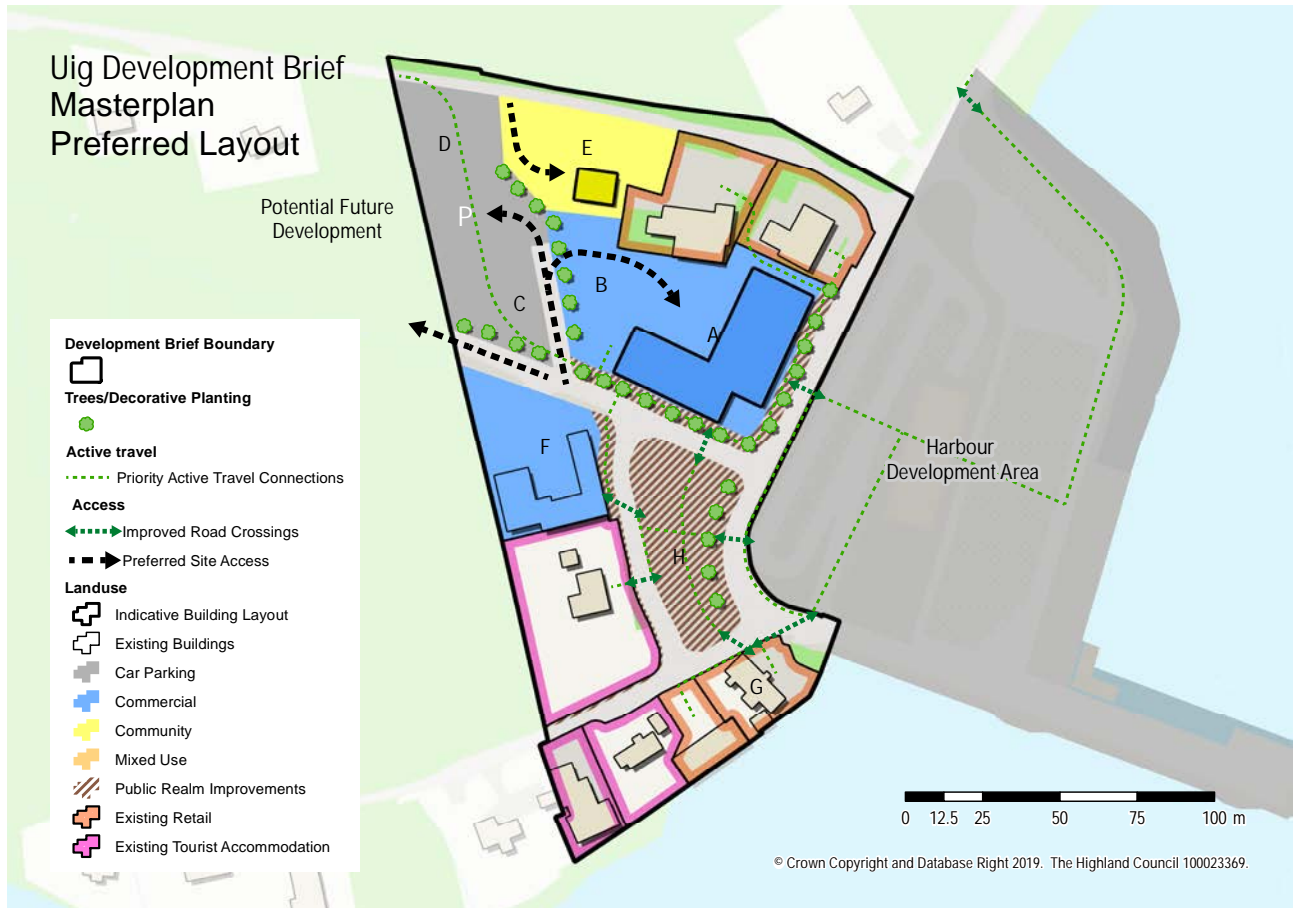 Uig Development Brief
Masterplan
Preferred Layout
D
E
Potential Future
Development
P
B
C
A
Development Brief Boundary
Trees/Decorative Planting
Active travel
Priority Active Travel Connections
Access
Improved Road Crossings
Preferred Site Access
Landuse
Indicative Building Layout
Existing Buildings
Car Parking
Commercial
Community
Mixed Use
Public Realm Improvements
Existing Retail
Existing Tourist Accommodation
F
Harbour
Development Area
H
G
0 12.5 25 50 75 100 m
© Crown Copyright and Database Right 2019. The Highland Council 100023369.